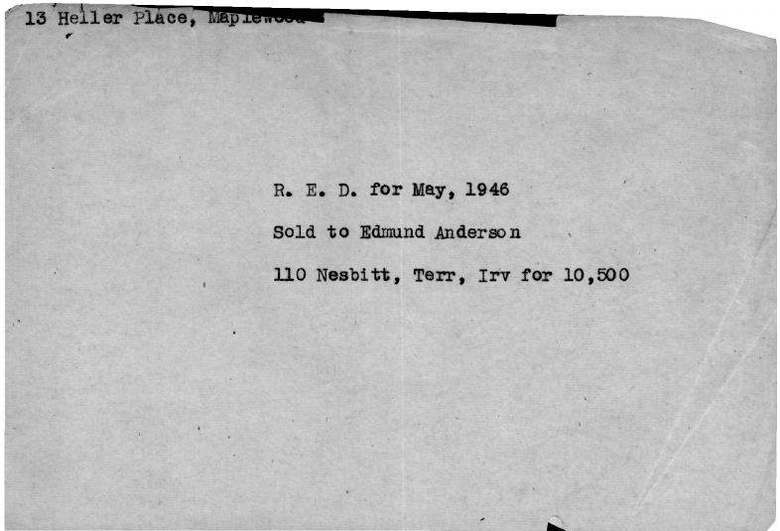 13 Heller Place, Maplewood
R. E. D. for May, 1946
Sold to Edmund Anderson
110 Nesbitt, Terr, Irv for 10,500